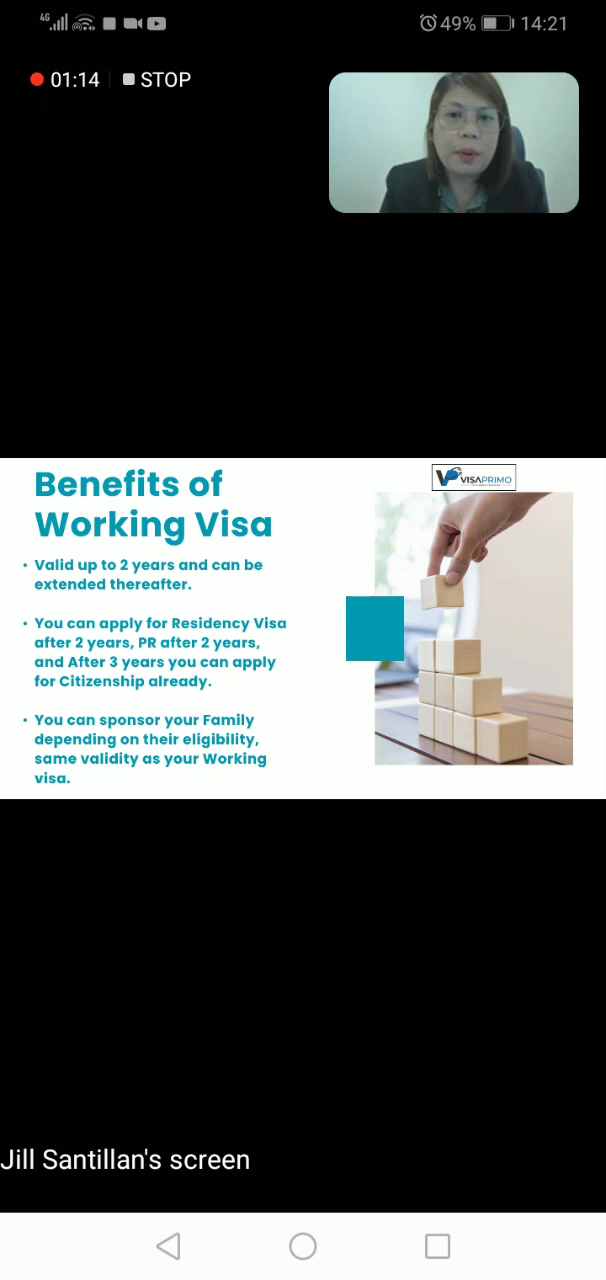 4G
49%
14:21
01:14
STOP
VP VISAPRIMO
Benefits of
Working Visa
• Valid up to 2 years and can be
extended thereafter.
• You can apply for Residency Visa
after 2 years, PR after 2 years,
and After 3 years you can apply
for Citizenship already.
• You can sponsor your Family
depending on their eligibility,
same validity as your Working
visa.
Jill Santillan's screen